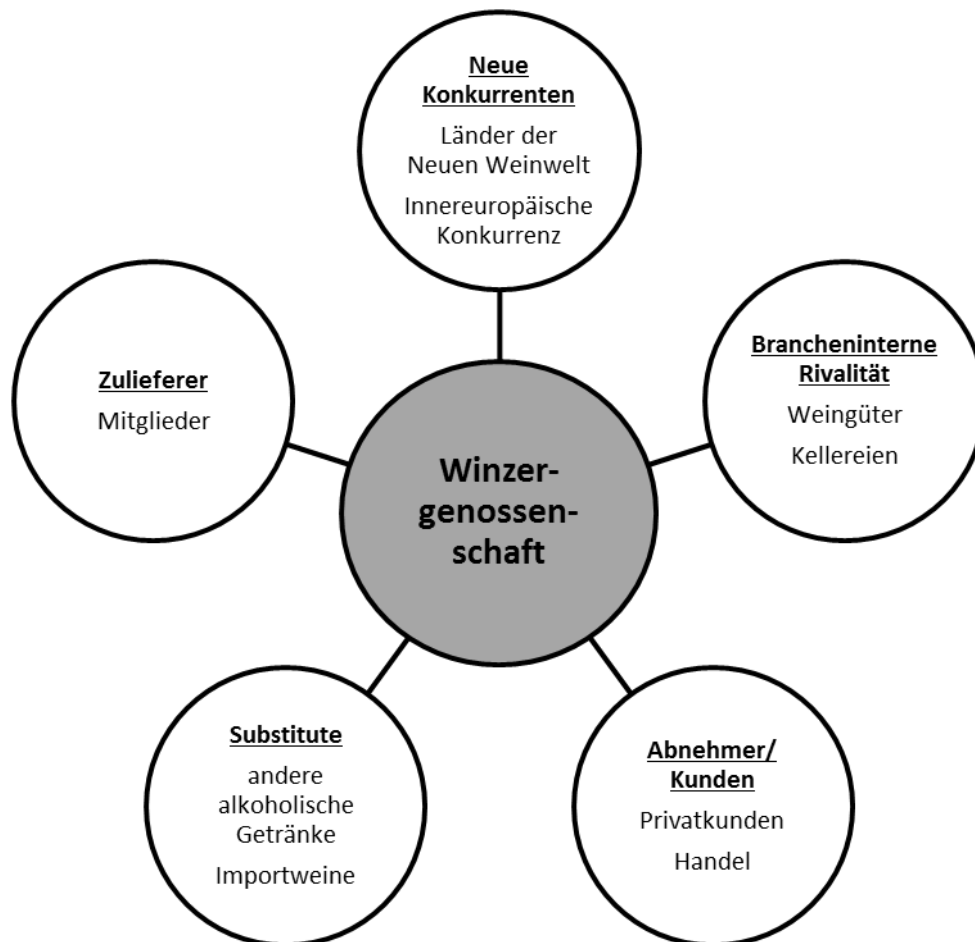 Neue
Konkurrenten
Länder der
Neuen Weinwelt
Innereuropäische
Konkurrenz
Zulieferer
Mitglieder
Brancheninterne
Rivalität
Weingüter
Kellereien
Winzer-
genossen-
schaft
Substitute
andere
alkoholische
Getränke
Importweine
Abnehmer/
Kunden
Privatkunden
Handel